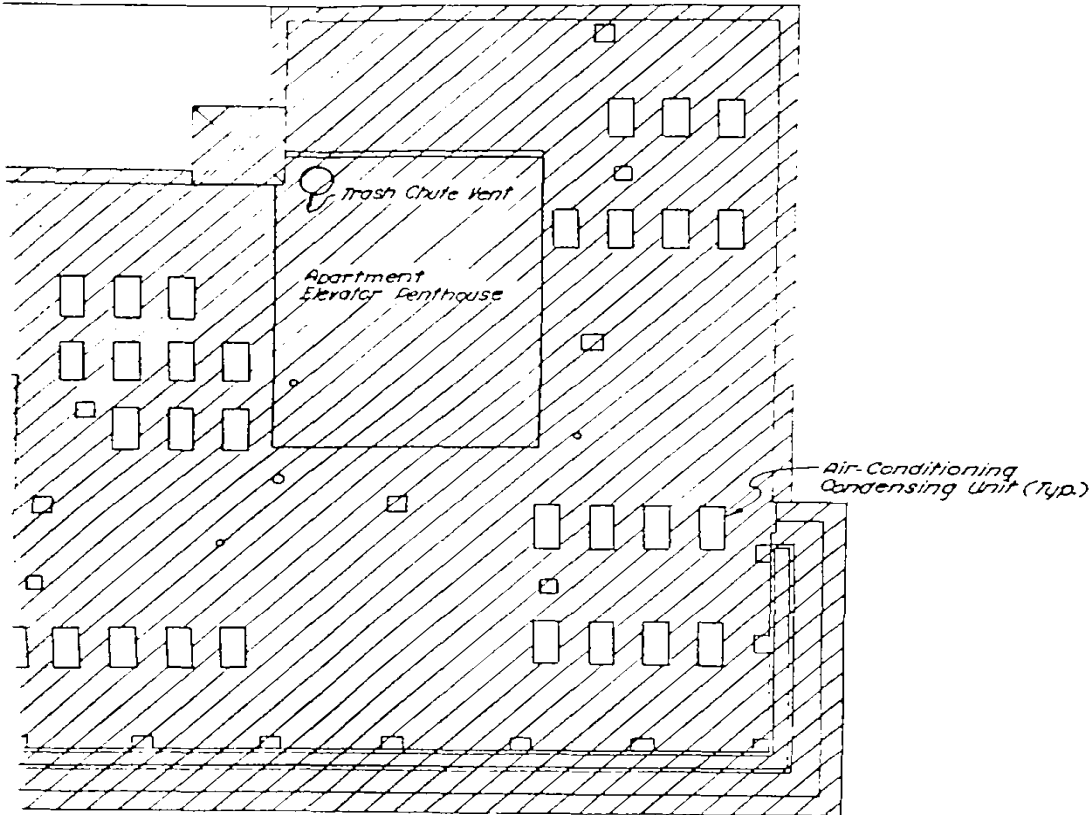 Trash Chute Vent
Apartment
Elevator Penthouse
Air-Conditioning
Condensing Unit (Typ.)